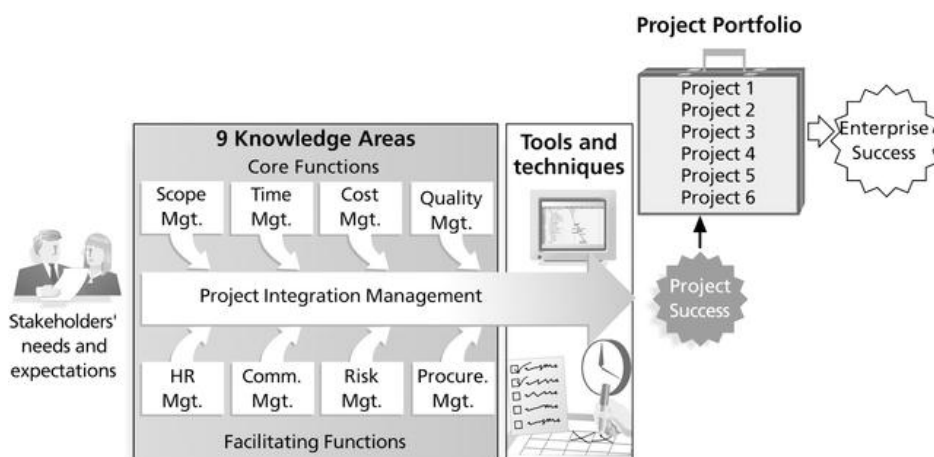 Project Portfolio
Project 1
Project 2
Project 3
Project 4
Project 5
Project 6
Enterprise
Success
9 Knowledge Areas
Core Functions
Scope
Mgt.
Time
Mgt.
Cost
Mgt.
Quality
Mgt.
Tools and
techniques
Project Integration Management
Project
Success
Stakeholders'
needs and
expectations
HR
Mgt.
Comm.
Mgt.
Risk
Mgt.
Procure.
Mgt.
Facilitating Functions